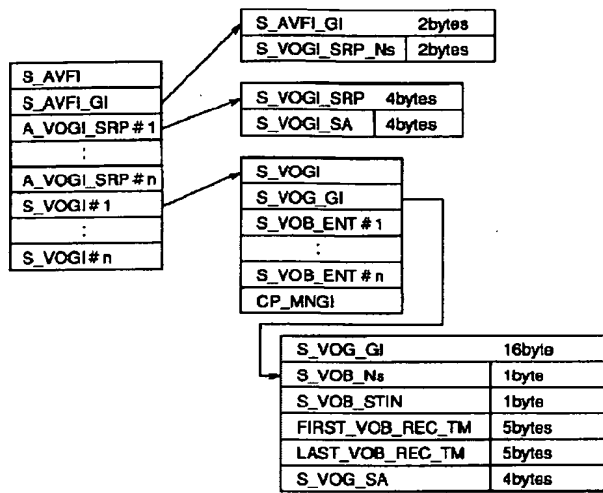 S_AVFI
S_AVFI_GI
A_VOGI_SRP#1
:
A_VOGI_SRP#n
S_VOGI#1
:
S_VOGI#n
S_AVFI_GI 2bytes
S_VOGI_SRP_Ns 2bytes
S_VOGI_SRP 4bytes
S_VOGI_SA 4bytes
S_VOGI
S_VOG_GI
S_VOB_ENT#1
:
S_VOB_ENT#n
CP_MNGI
S_VOG_GI 16byte
S_VOB_Ns 1byte
S_VOB_STIN 1byte
FIRST_VOB_REC_TM 5bytes
LAST_VOB_REC_TM 5bytes
S_VOG_SA 4bytes